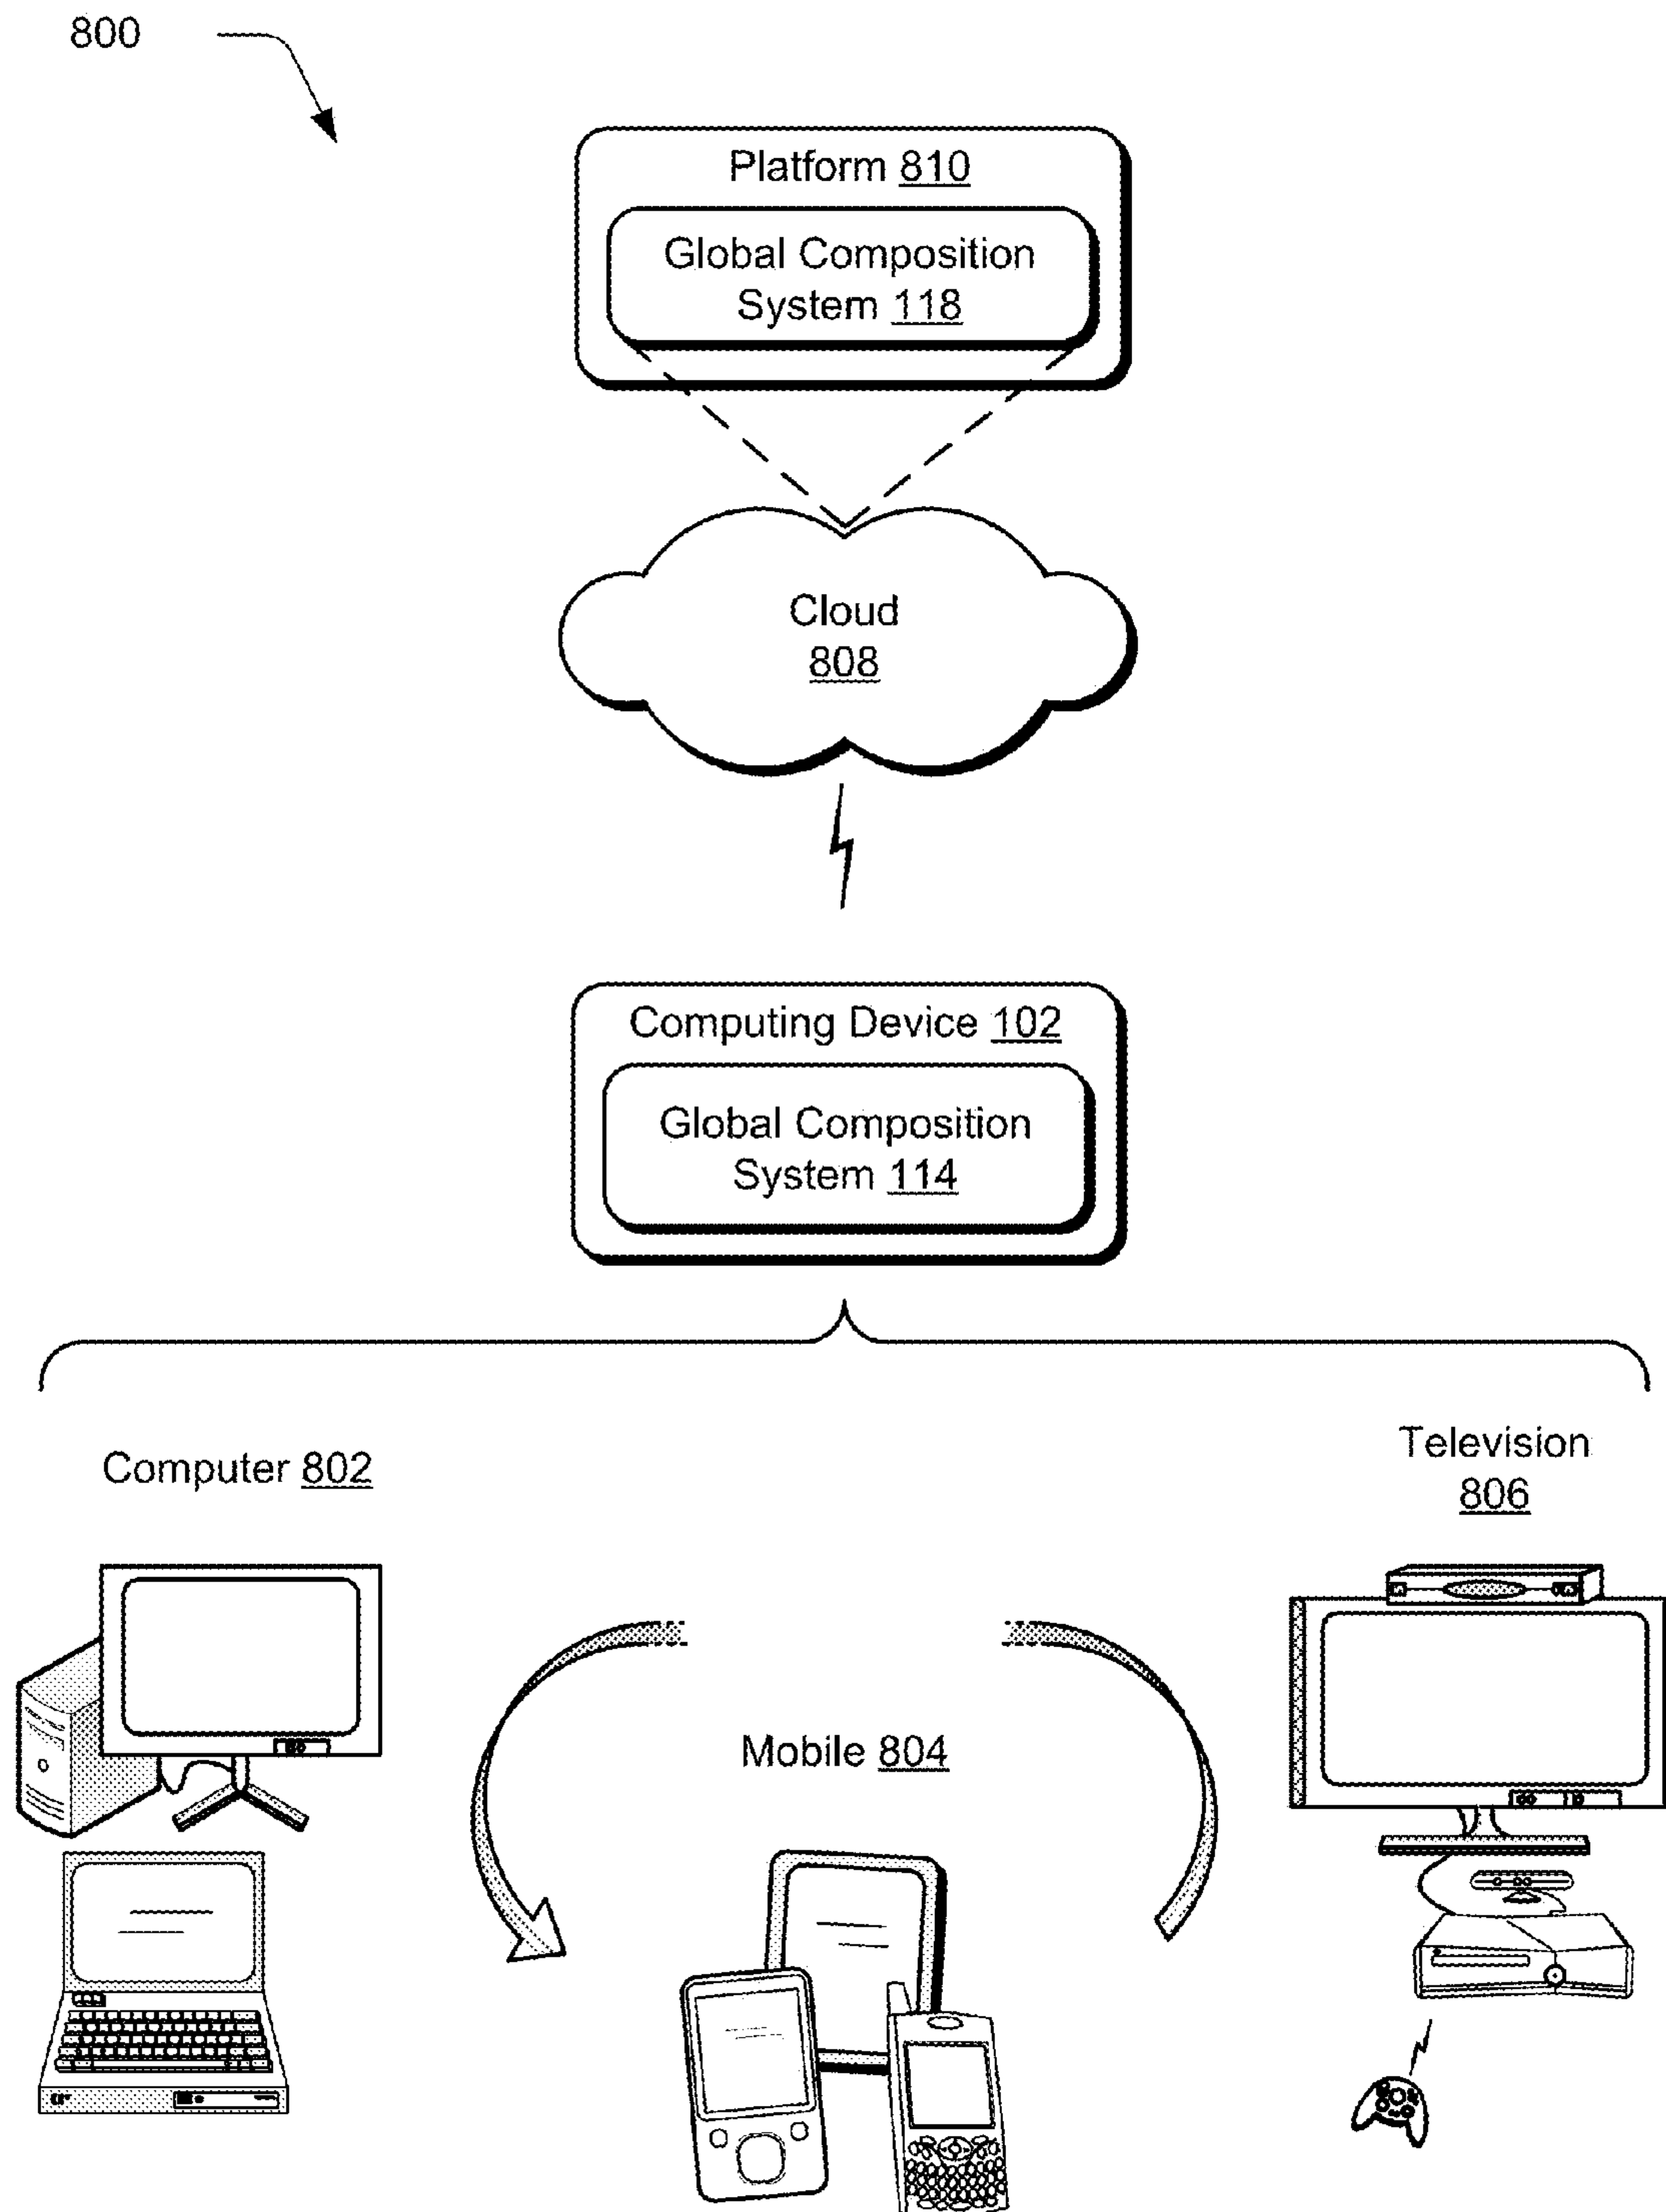 800
Platform 810
Global Composition
System 118
Cloud
808
Computing Device 102
Global Composition
System 114
Computer 802
Television
806
Mobile 804